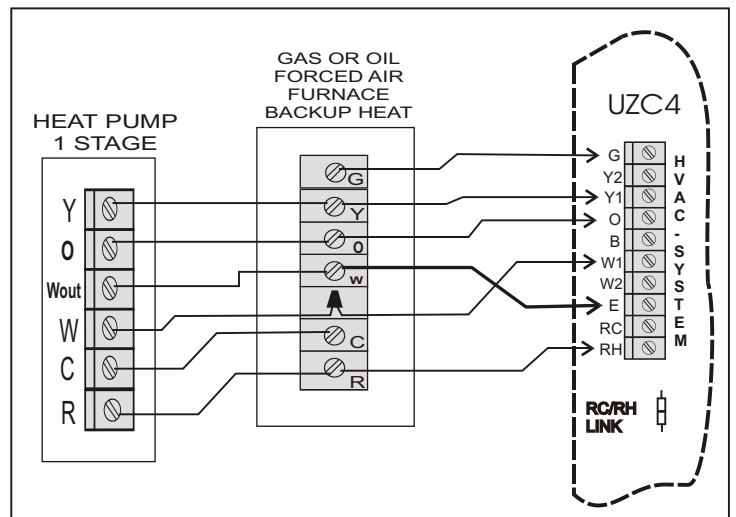 HEAT PUMP
1 STAGE
Y
O
Wout
W
C
R
GAS OR OIL
FORCED AIR
FURNACE
BACKUP HEAT
G
Y
O
W
C
R
UZC4
G
Y2
Y1
O
B
W1
W2
E
RC
RH
HVAC-SYSTEM
RC/RH
LINK